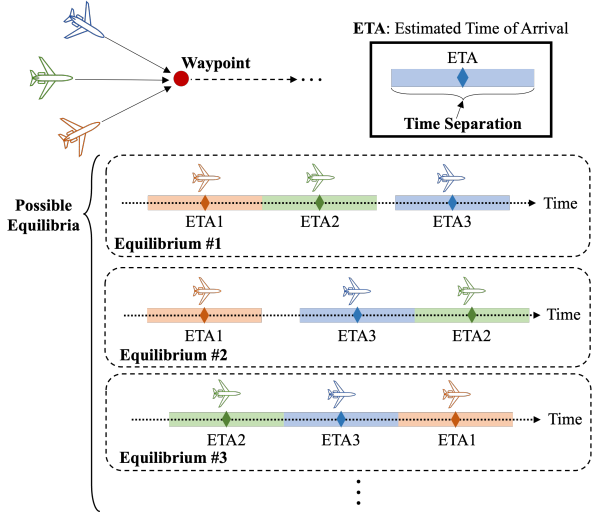 ETA: Estimated Time of Arrival
Waypoint
ETA
Time Separation
Possible
Equilibria
Time
ETA1 ETA2 ETA3
Equilibrium #1
Time
ETA1 ETA3 ETA2
Equilibrium #2
Time
ETA2 ETA3 ETA1
Equilibrium #3